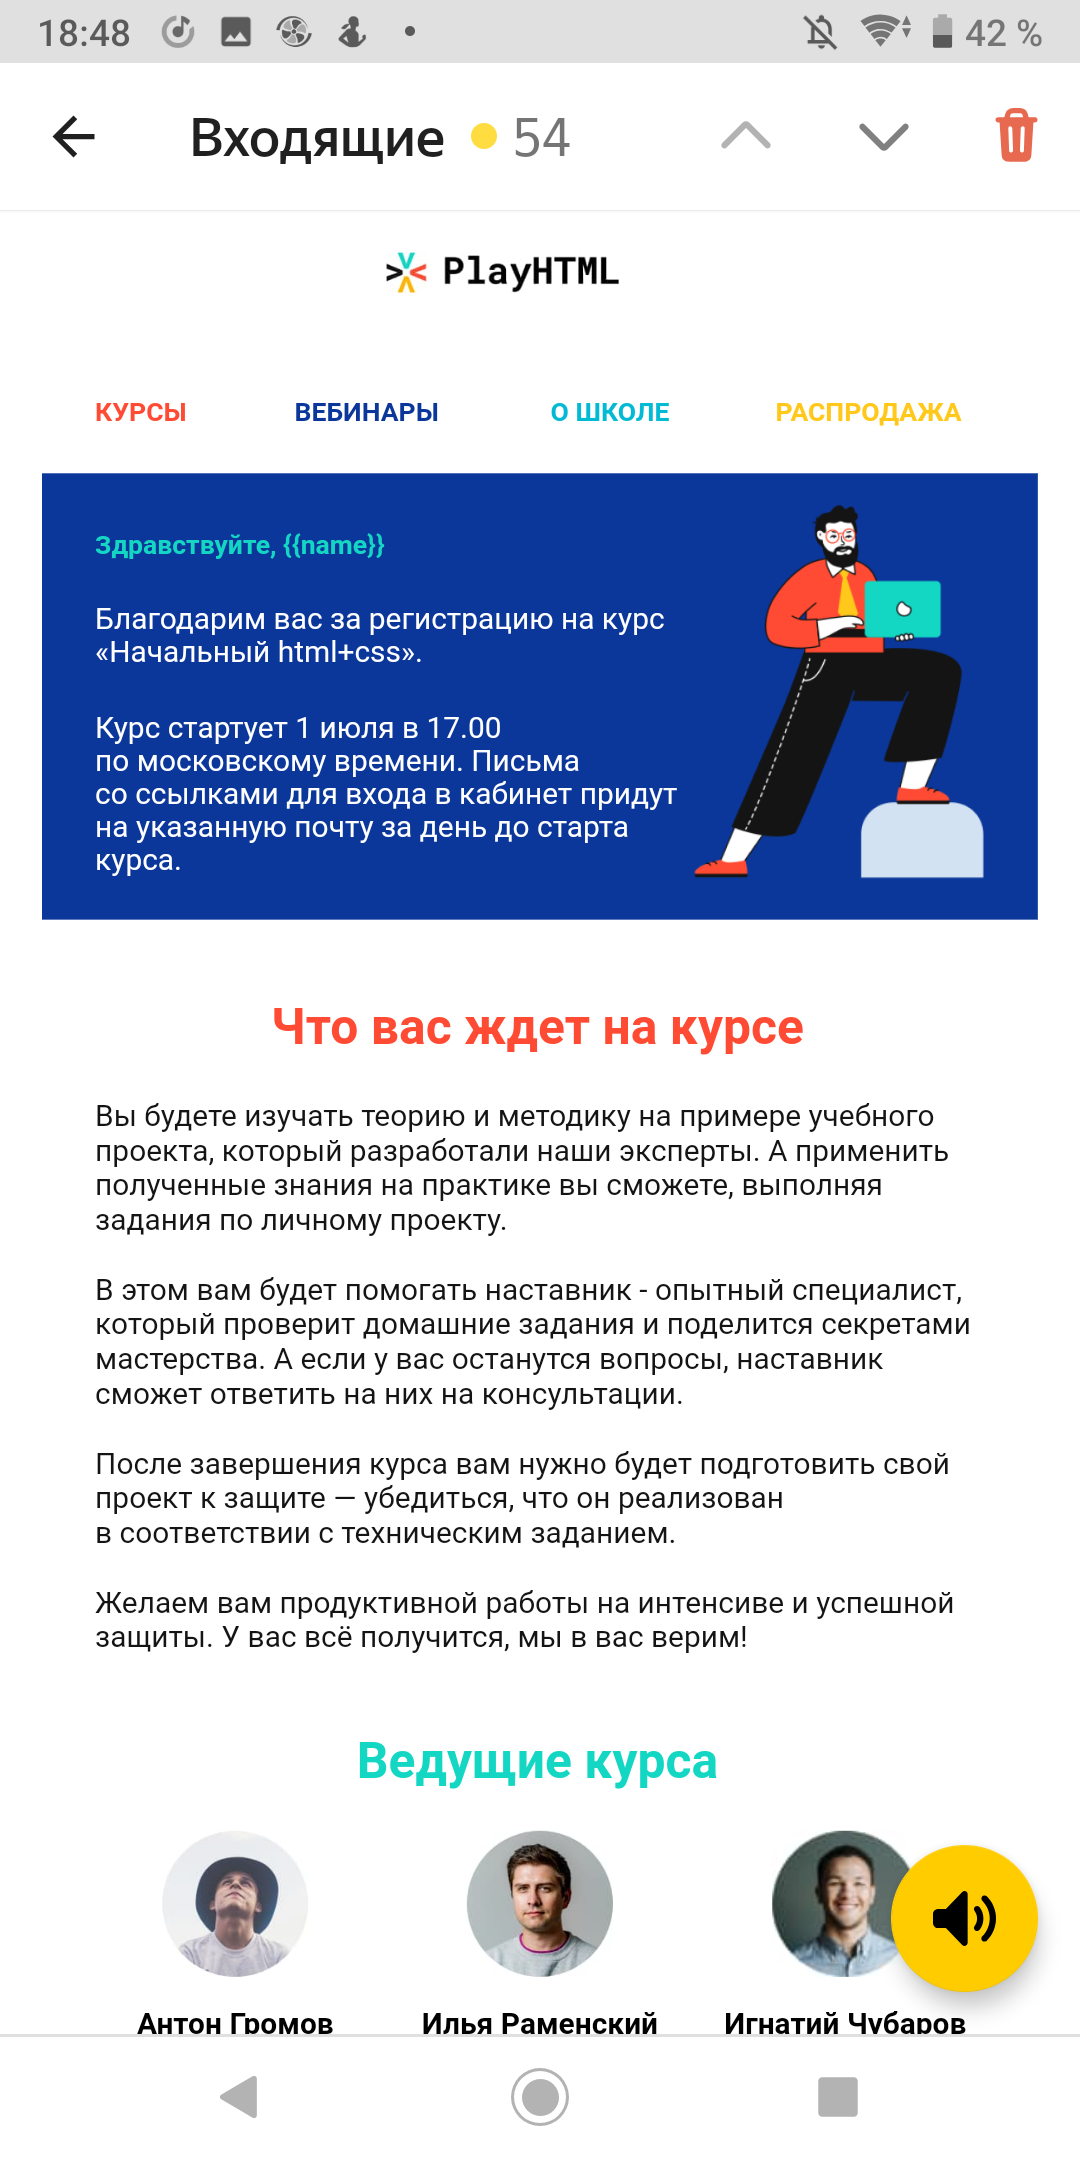 18:48
42 %
Входящие 54
PlayHTML
КУРСЫ ВЕБИНАРЫ О ШКОЛЕ РАСПРОДАЖА
Здравствуйте, {{name}}
Благодарим вас за регистрацию на курс
«Начальный html+css».
Курс стартует 1 июля в 17.00
по московскому времени. Письма
со ссылками для входа в кабинет придут
на указанную почту за день до старта
курса.
Что вас ждет на курсе
Вы будете изучать теорию и методику на примере учебного
проекта, который разработали наши эксперты. А применить
полученные знания на практике вы сможете, выполняя
задания по личному проекту.
В этом вам будет помогать наставник - опытный специалист,
который проверит домашние задания и поделится секретами
мастерства. А если у вас останутся вопросы, наставник
сможет ответить на них на консультации.
После завершения курса вам нужно будет подготовить свой
проект к защите — убедиться, что он реализован
в соответствии с техническим заданием.
Желаем вам продуктивной работы на интенсиве и успешной
защиты. У вас всё получится, мы в вас верим!
Ведущие курса
Антон Громов Илья Раменский Игнатий Чубаров